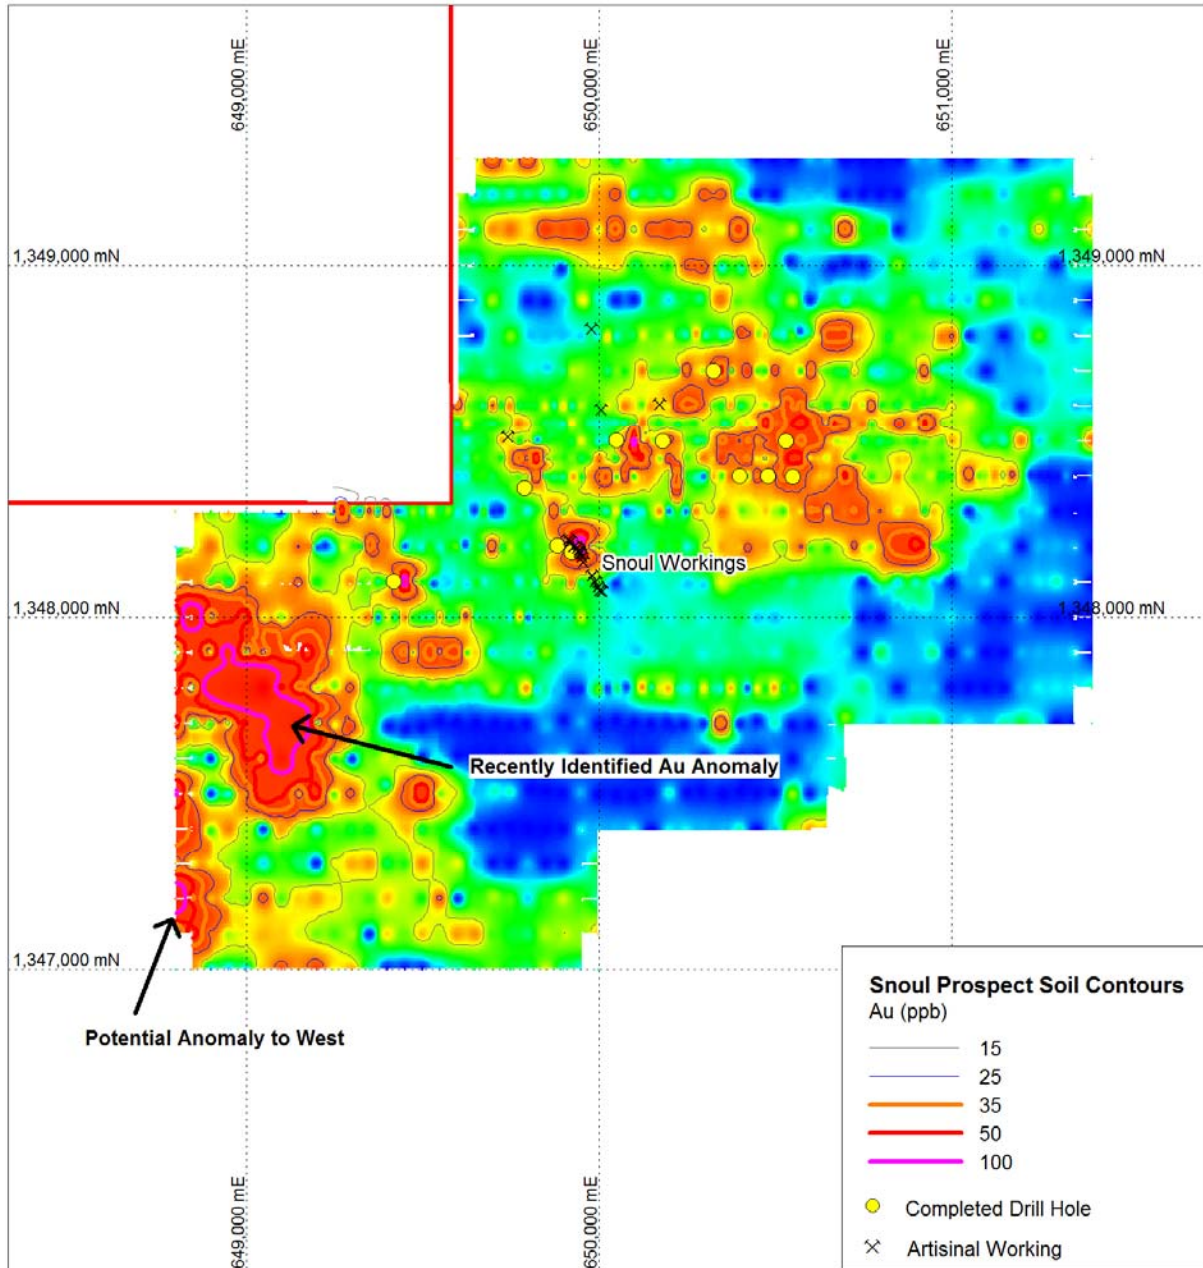 649,000 mE
650,000 mE
651,000 mE
1,349,000 mN
1,349,000 mN
Snoul Workings
1,348,000 mN
1,348,000 mN
Recently Identified Au Anomaly
1,347,000 mN
Potential Anomaly to West
Snoul Prospect Soil Contours
Au (ppb)
15
25
35
50
100
Completed Drill Hole
Artisinal Working
649,000 mE
650,000 mE